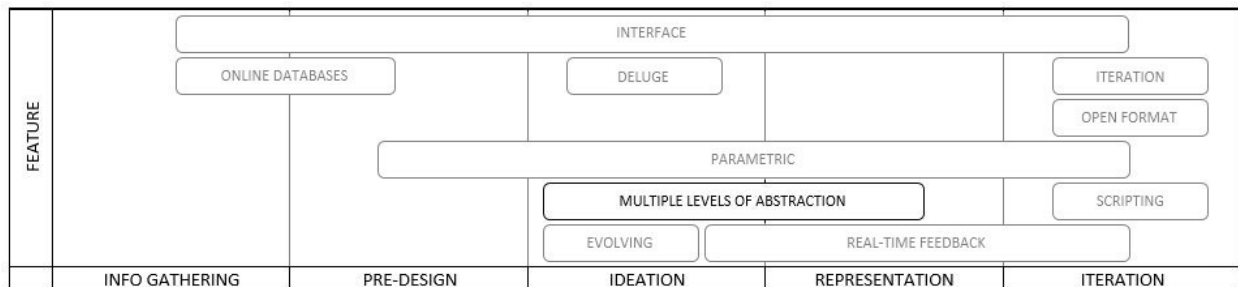 INTERFACE
ONLINE DATABASES
DELUGE
ITERATION
OPEN FORMAT
FEATURE
PARAMETRIC
MULTIPLE LEVELS OF ABSTRACTION
SCRIPTING
EVOLVING
REAL-TIME FEEDBACK
INFO GATHERING
PRE-DESIGN
IDEATION
REPRESENTATION
ITERATION